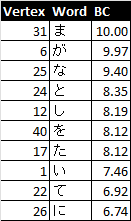 Vertex Word BC
31 ま 10.00
6 が 9.97
25 な 9.40
24 と 8.35
12 し 8.19
40 を 8.12
17 た 8.12
1 い 7.46
22 て 6.92
26 に 6.74